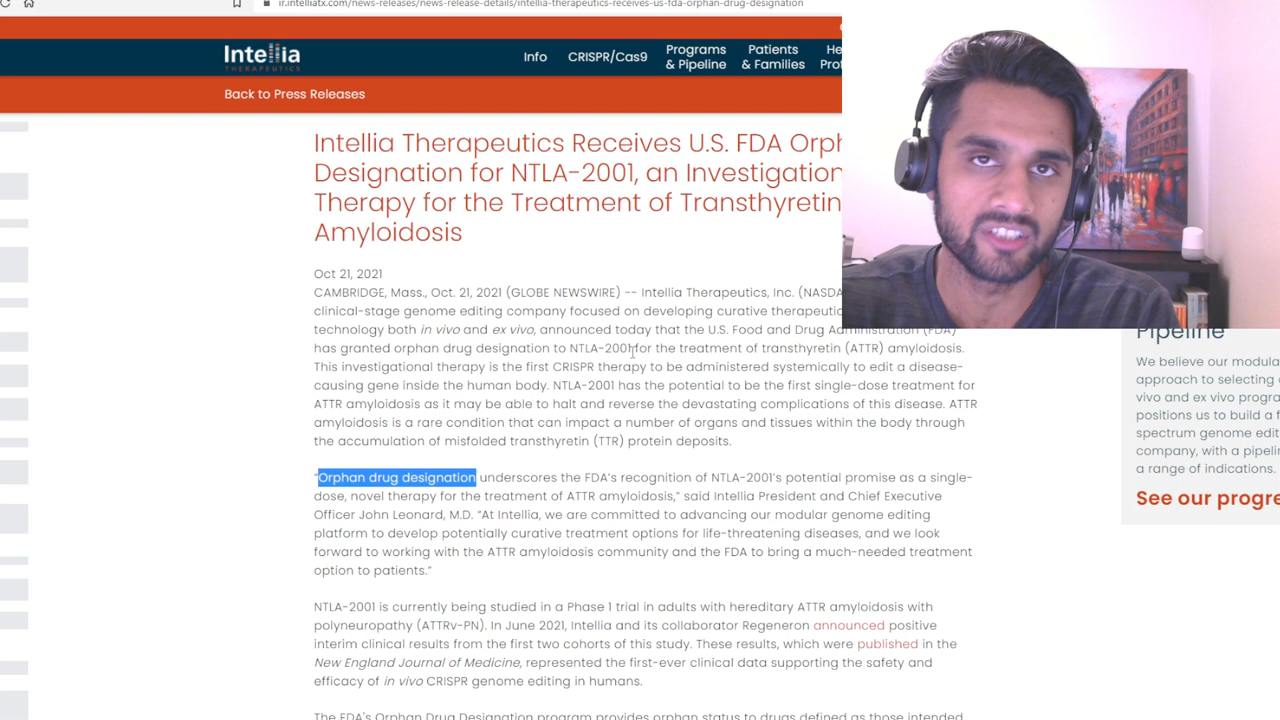 ir.intelliatx.com/news-releases/news-release-details/intellia-therapeutics-receives-us-fda-orphan-drug-designation
Intellia
THERAPEUTICS
Info
CRISPR/Cas9
Programs
& Pipeline
Patients
& Families
He
Prof
Back to Press Releases
Intellia Therapeutics Receives U.S. FDA Orph
Designation for NTLA-2001, an Investigation
Therapy for the Treatment of Transthyretin
Amyloidosis
Oct 21, 2021
CAMBRIDGE, Mass., Oct. 21, 2021 (GLOBE NEWSWIRE) -- Intellia Therapeutics, Inc. (NASDA
clinical-stage genome editing company focused on developing curative therapeutic
technology both in vivo and ex vivo, announced today that the U.S. Food and Drug Administration (FDA)
has granted orphan drug designation to NTLA-2001 for the treatment of transthyretin (ATTR) amyloidosis.
This investigational therapy is the first CRISPR therapy to be administered systemically to edit a disease-
causing gene inside the human body. NTLA-2001 has the potential to be the first single-dose treatment for
ATTR amyloidosis as it may be able to halt and reverse the devastating complications of this disease. ATTR
amyloidosis is a rare condition that can impact a number of organs and tissues within the body through
the accumulation of misfolded transthyretin (TTR) protein deposits.
“Orphan drug designation underscores the FDA’s recognition of NTLA-2001’s potential promise as a single-
dose, novel therapy for the treatment of ATTR amyloidosis,” said Intellia President and Chief Executive
Officer John Leonard, M.D. “At Intellia, we are committed to advancing our modular genome editing
platform to develop potentially curative treatment options for life-threatening diseases, and we look
forward to working with the ATTR amyloidosis community and the FDA to bring a much-needed treatment
option to patients.”
NTLA-2001 is currently being studied in a Phase 1 trial in adults with hereditary ATTR amyloidosis with
polyneuropathy (ATTRv-PN). In June 2021, Intellia and its collaborator Regeneron announced positive
interim clinical results from the first two cohorts of this study. These results, which were published in the
New England Journal of Medicine, represented the first-ever clinical data supporting the safety and
efficacy of in vivo CRISPR genome editing in humans.
The FDA's Orphan Drug Designation program provides orphan status to drugs defined as those intended
Pipeline
We believe our modula
approach to selecting
vivo and ex vivo progra
positions us to build a f
spectrum genome edit
company, with a pipelin
a range of indications.
See our progre